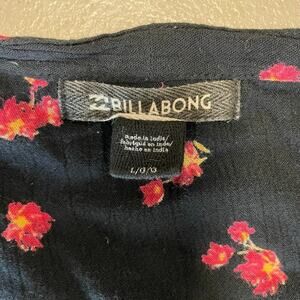 BILLABONG
Made in India/
fabriqué en Inde/
hecho en India
L/G/G